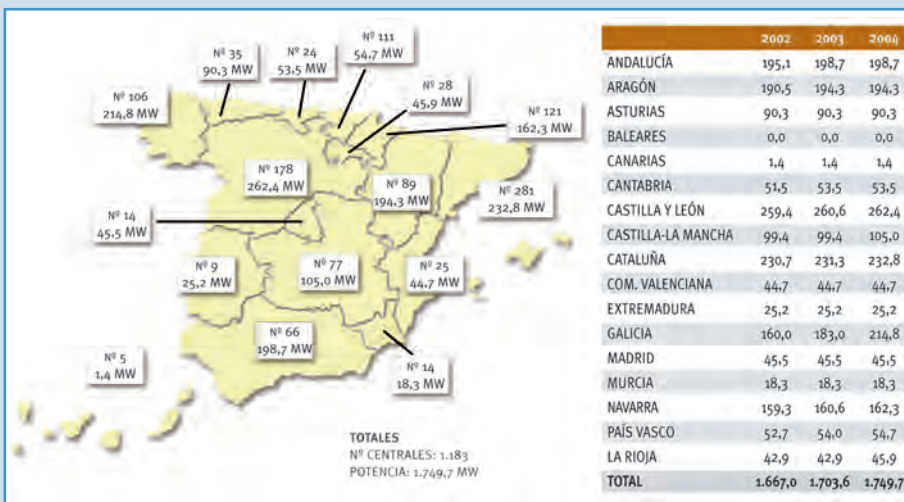 Nº 111
54,7 MW
Nº 35
90,3 MW
Nº 24
53,5 MW
Nº 28
45,9 MW
Nº 106
214,8 MW
Nº 121
162,3 MW
Nº 178
262,4 MW
Nº 89
194,3 MW
Nº 281
232,8 MW
Nº 14
45,5 MW
Nº 9
25,2 MW
Nº 77
105,0 MW
Nº 25
44,7 MW
Nº 66
198,7 MW
Nº 5
1,4 MW
Nº 14
18,3 MW
TOTALES
Nº CENTRALES: 1.183
POTENCIA: 1.749,7 MW
2002 2003 2004
ANDALUCÍA 195,1 198,7 198,7
ARAGÓN 190,5 194,3 194,3
ASTURIAS 90,3 90,3 90,3
BALEARES 0,0 0,0 0,0
CANARIAS 1,4 1,4 1,4
CANTABRIA 51,5 53,5 53,5
CASTILLA Y LEÓN 259,4 260,6 262,4
CASTILLA-LA MANCHA 99,4 99,4 105,0
CATALUÑA 230,7 231,3 232,8
COM. VALENCIANA 44,7 44,7 44,7
EXTREMADURA 25,2 25,2 25,2
GALICIA 160,0 183,0 214,8
MADRID 45,5 45,5 45,5
MURCIA 18,3 18,3 18,3
NAVARRA 159,3 160,6 162,3
PAÍS VASCO 52,7 54,0 54,7
LA RIOJA 42,9 42,9 45,9
TOTAL 1.667,0 1.703,6 1.749,7